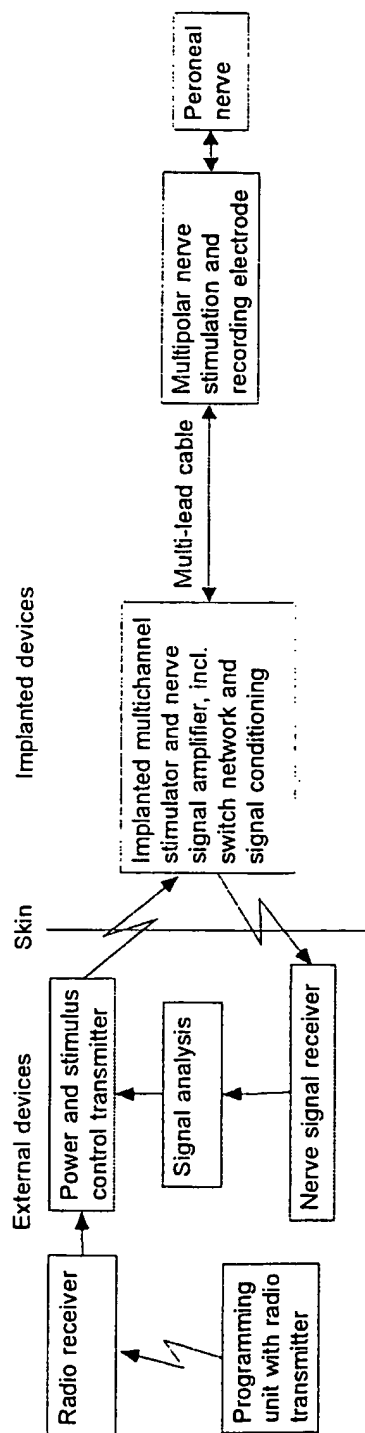 External devices
Skin
Implanted devices
Radio receiver
Programming
unit with radio
transmitter
Power and stimulus
control transmitter
Signal analysis
Nerve signal receiver
Implanted multichannel
stimulator and nerve
signal amplifier, incl.
switch network and
signal conditioning
Multi-lead cable
Multipolar nerve
stimulation and
recording electrode
Peroneal
nerve